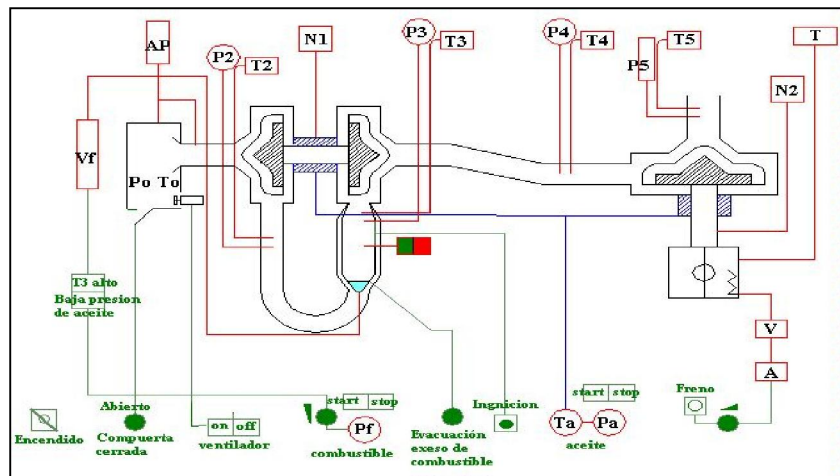 AP
N1
P2
T2
P3
T3
P4
T4
P5
T5
T
N2
Vf
Po To
T3 alto
Baja presion
de aceite
V
A
Encendido
Abierto
Compuerta
cerrada
on off
ventilador
start stop
Pf
combustible
Evacuación
exeso de
combustible
Ingnicion
start stop
Ta
Pa
aceite
Freno